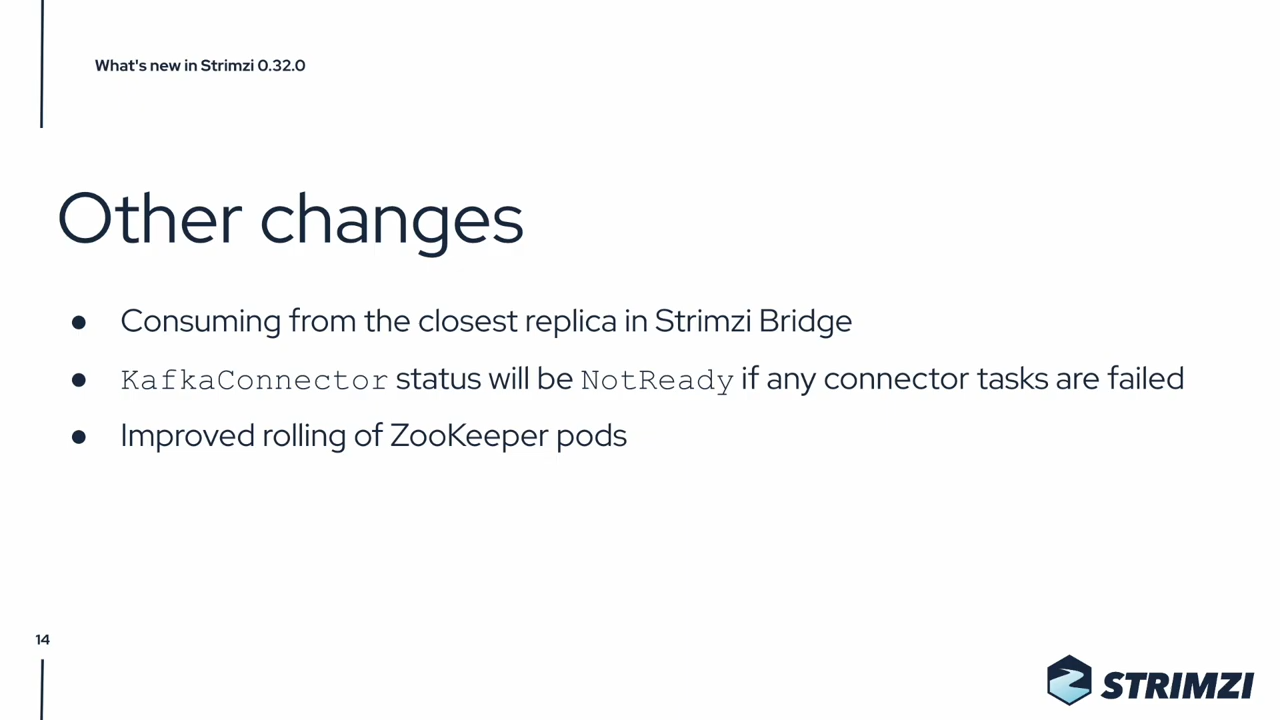 What's new in Strimzi 0.32.0
Other changes
● Consuming from the closest replica in Strimzi Bridge
● KafkaConnector status will be NotReady if any connector tasks are failed
● Improved rolling of ZooKeeper pods
14
STRIMZI